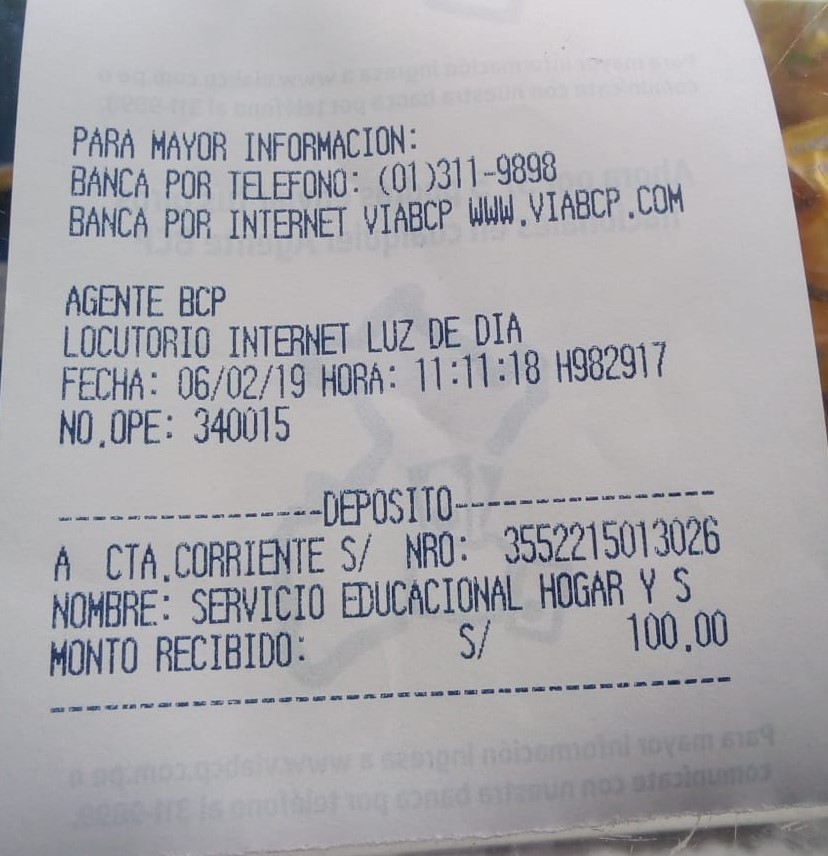 PARA MAYOR INFORMACION:
BANCA POR TELEFONO: (01)311-9898
BANCA POR INTERNET VIABCP WWW.VIABCP.COM
AGENTE BCP
LOCUTORIO INTERNET LUZ DE DIA
FECHA: 06/02/19 HORA: 11:11:18 H982917
NO.OPE: 340015
----------------DEPOSITO----------------
A CTA.CORRIENTE S/ NRO: 3552215013026
NOMBRE: SERVICIO EDUCACIONAL HOGAR Y S
MONTO RECIBIDO: S/ 100.00